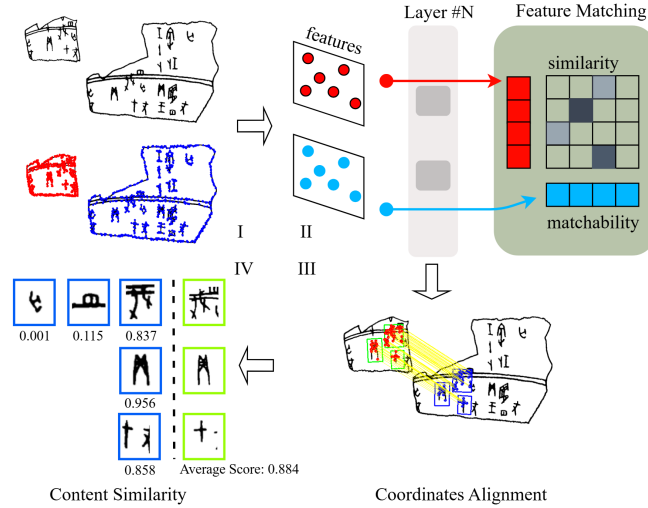 Layer #N
Feature Matching
features
similarity
matchability
I
II
IV
III
0.001
0.115
0.837
0.956
0.858
Average Score: 0.884
Content Similarity
Coordinates Alignment